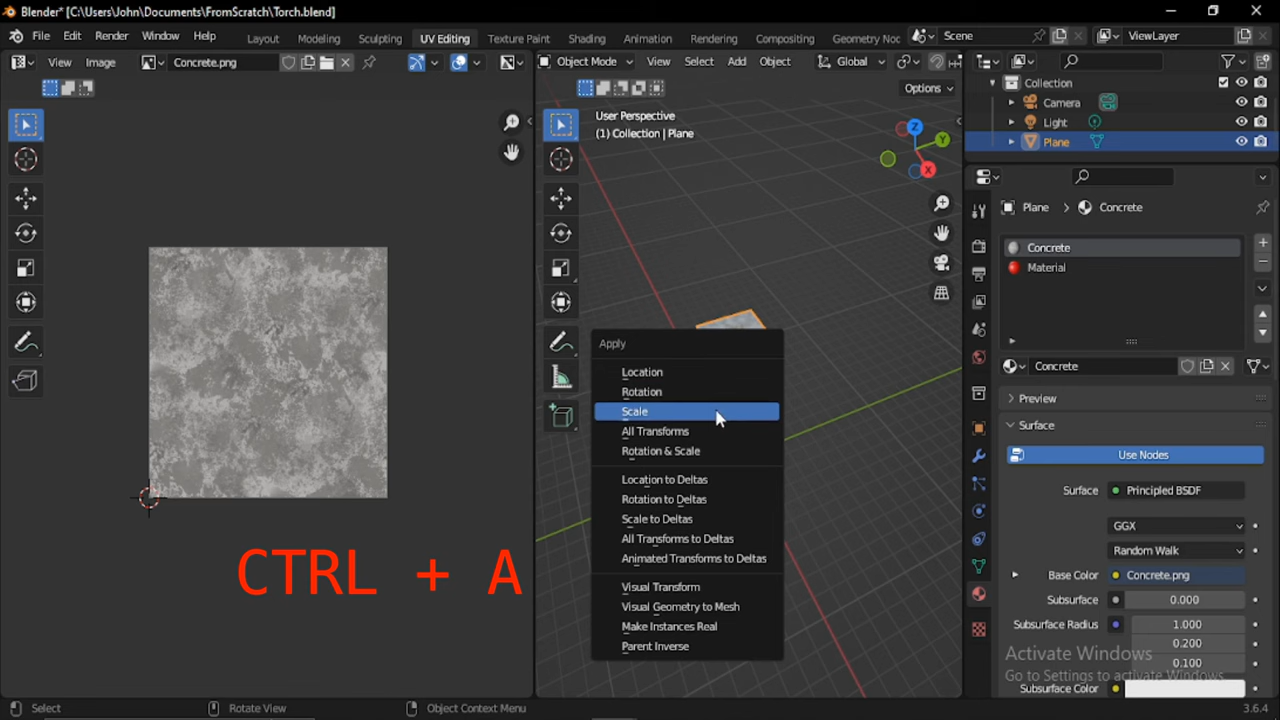 Blender* [C:\Users\John\Documents\FromScratch\Torch.blend]
File Edit Render Window Help Layout Modeling Sculpting UV Editing Texture Paint Shading Animation Rendering Compositing Geometry Noc Scene ViewLayer
View Image Concrete.png
Object Mode View Select Add Object Global
Options
User Perspective
(1) Collection | Plane
Z
Y
X
Collection
Camera
Light
Plane
Plane > Concrete
Concrete
Material
Concrete
Preview
Surface
Use Nodes
Surface Principled BSDF
GGX
Random Walk
Base Color Concrete.png
Subsurface 0.000
Subsurface Radius 1.000
0.200
0.100
Subsurface Color
Activate Windows
Go to Settings to activate Windows.
Apply
Location
Rotation
Scale
All Transforms
Rotation & Scale
Location to Deltas
Rotation to Deltas
Scale to Deltas
All Transforms to Deltas
Animated Transforms to Deltas
Visual Transform
Visual Geometry to Mesh
Make Instances Real
Parent Inverse
CTRL + A
Select Rotate View Object Context Menu 3.6.4